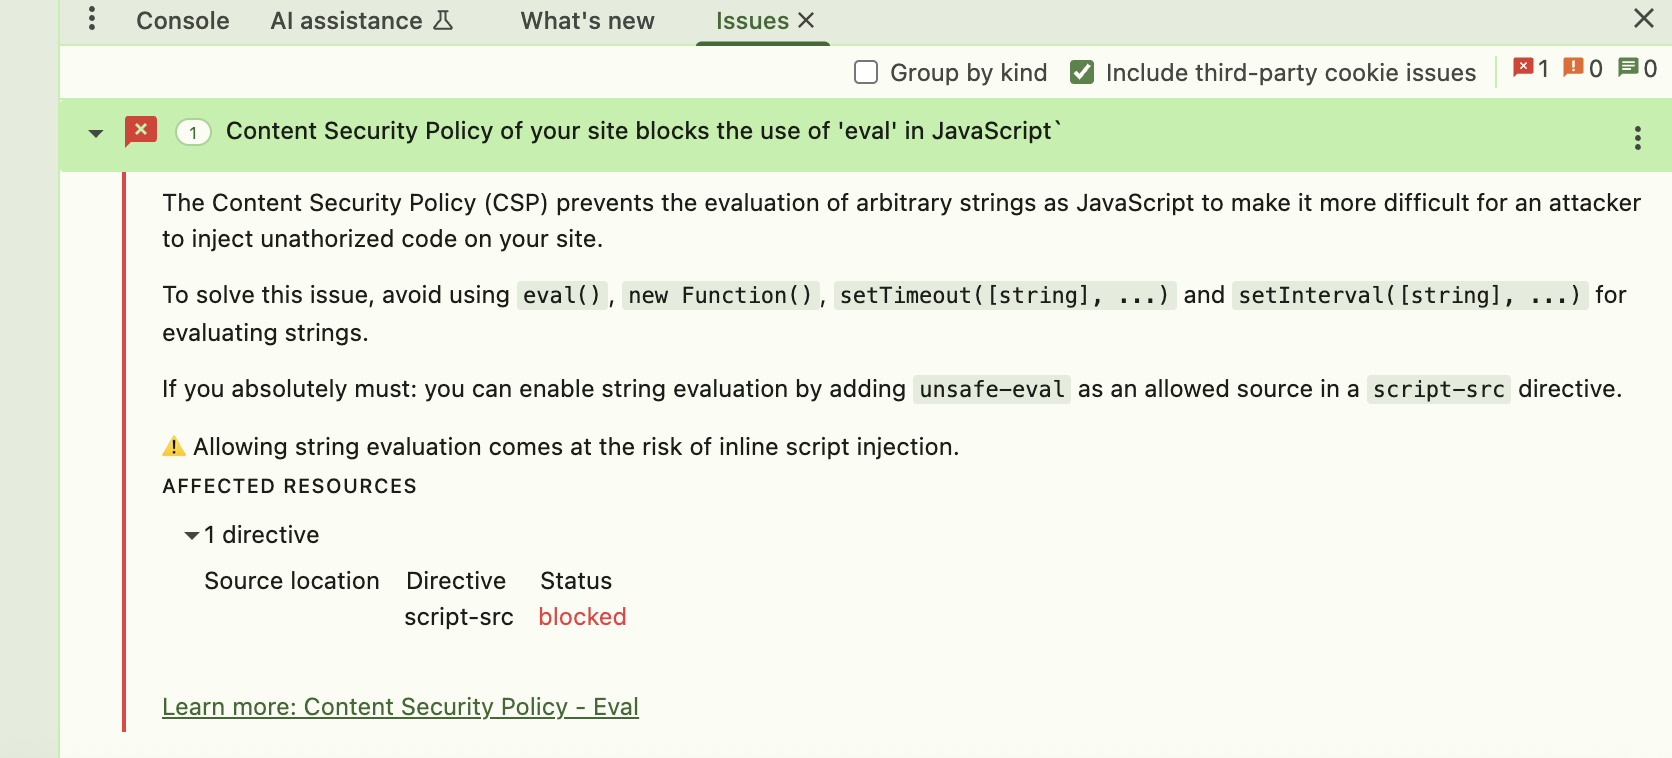 Console AI assistance What's new Issues
Group by kind Include third-party cookie issues 1 0 0
1 Content Security Policy of your site blocks the use of 'eval' in JavaScript`
The Content Security Policy (CSP) prevents the evaluation of arbitrary strings as JavaScript to make it more difficult for an attacker
to inject unathorized code on your site.
To solve this issue, avoid using eval(), new Function(), setTimeout([string], ...) and setInterval([string], ...) for
evaluating strings.
If you absolutely must: you can enable string evaluation by adding unsafe-eval as an allowed source in a script-src directive.
⚠️ Allowing string evaluation comes at the risk of inline script injection.
AFFECTED RESOURCES
1 directive
Source location Directive Status
script-src blocked
Learn more: Content Security Policy - Eval